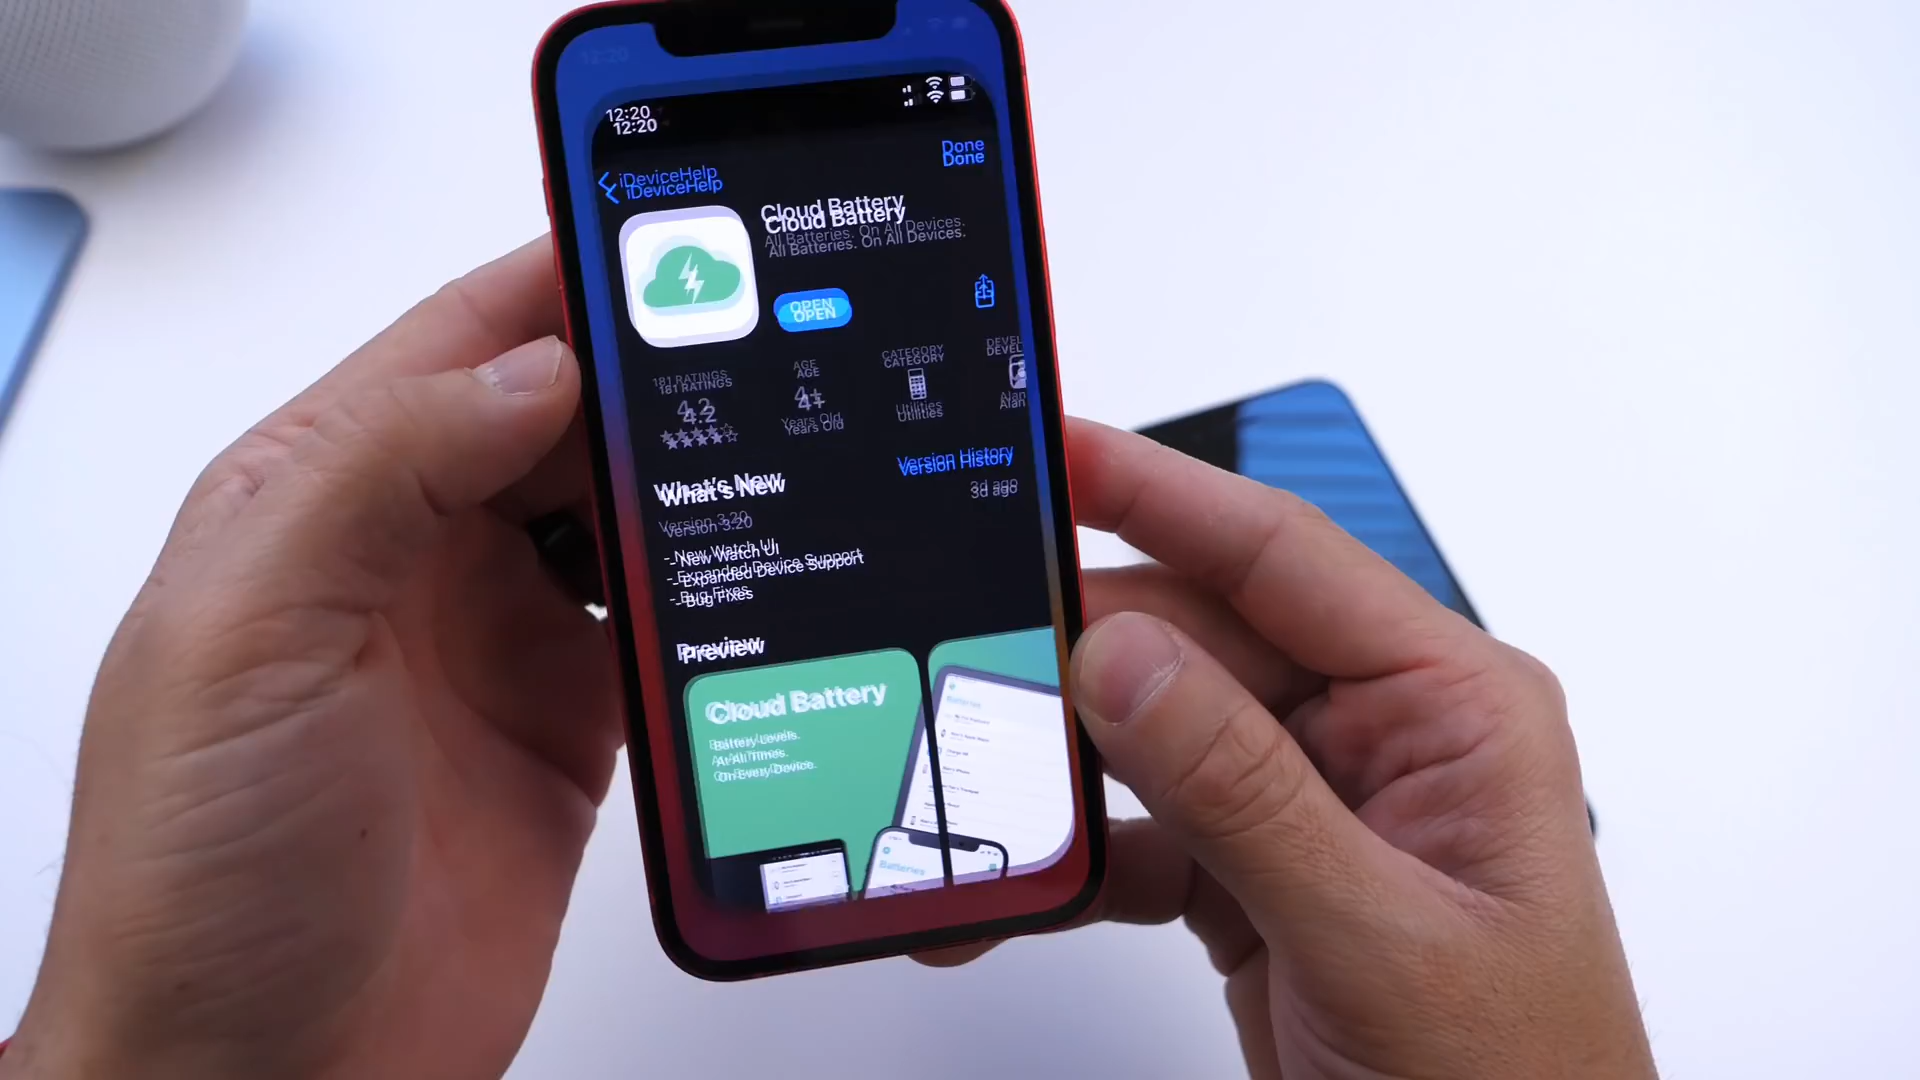 12:20
Done
iDeviceHelp
Cloud Battery
All Batteries. On All Devices.
OPEN
181 RATINGS
4.2
AGE
4+
Years Old
CATEGORY
Utilities
DEVEL
Alan
What's New
Version History
Version 3.20
3d ago
- New Watch UI
- Expanded Device Support
- Bug Fixes
Preview
Cloud Battery
Battery Levels.
At All Times.
On Every Device.
Batteries
Batteries